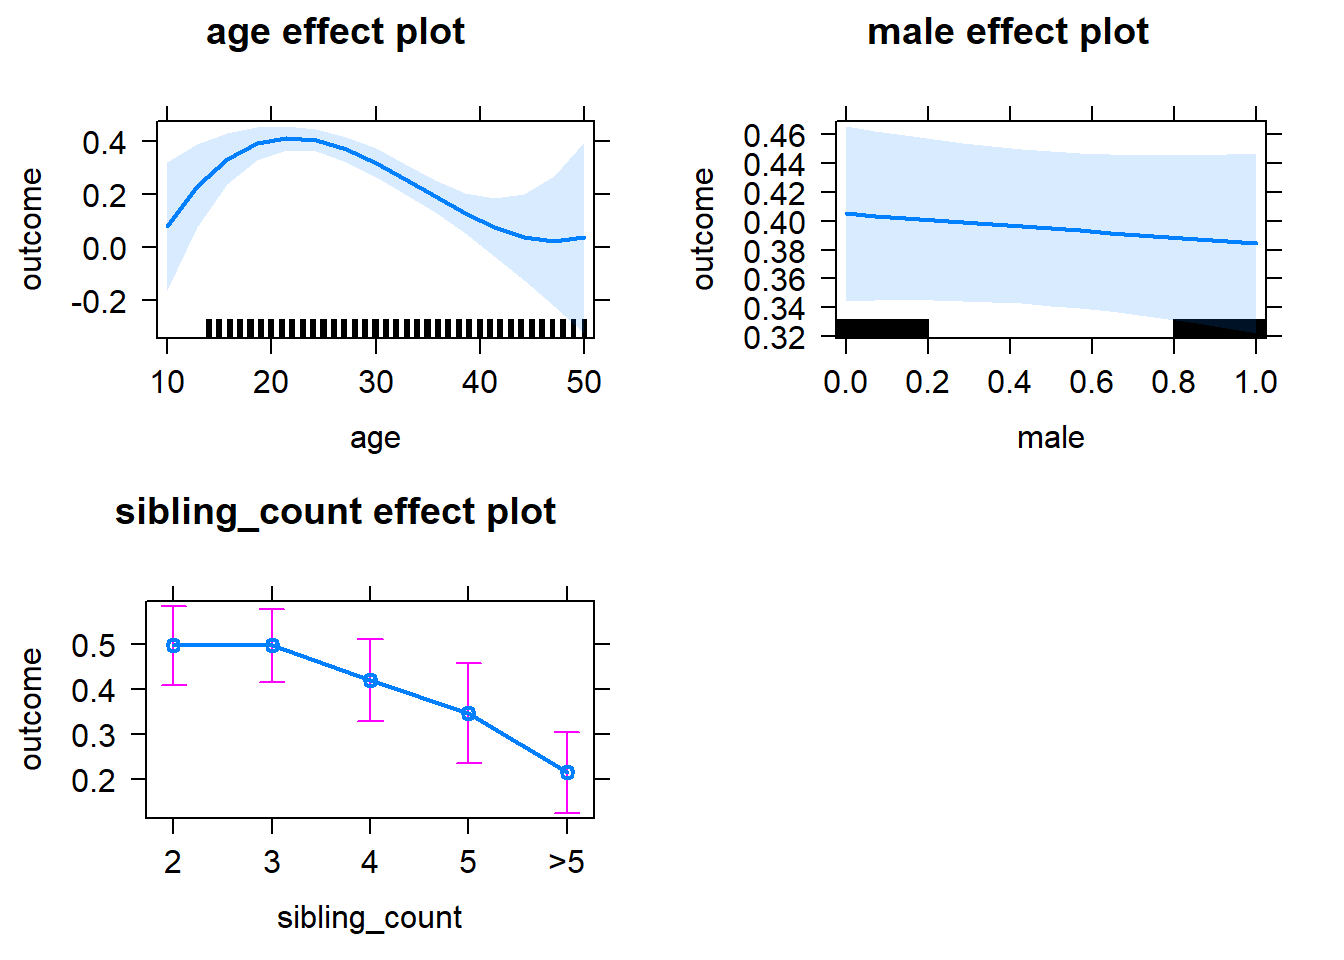 age effect plot
outcome
0.4
0.2
0.0
-0.2
10 20 30 40 50
age
male effect plot
outcome
0.46
0.44
0.42
0.40
0.38
0.36
0.34
0.32
0.0 0.2 0.4 0.6 0.8 1.0
male
sibling_count effect plot
outcome
0.5
0.4
0.3
0.2
2 3 4 5 >5
sibling_count